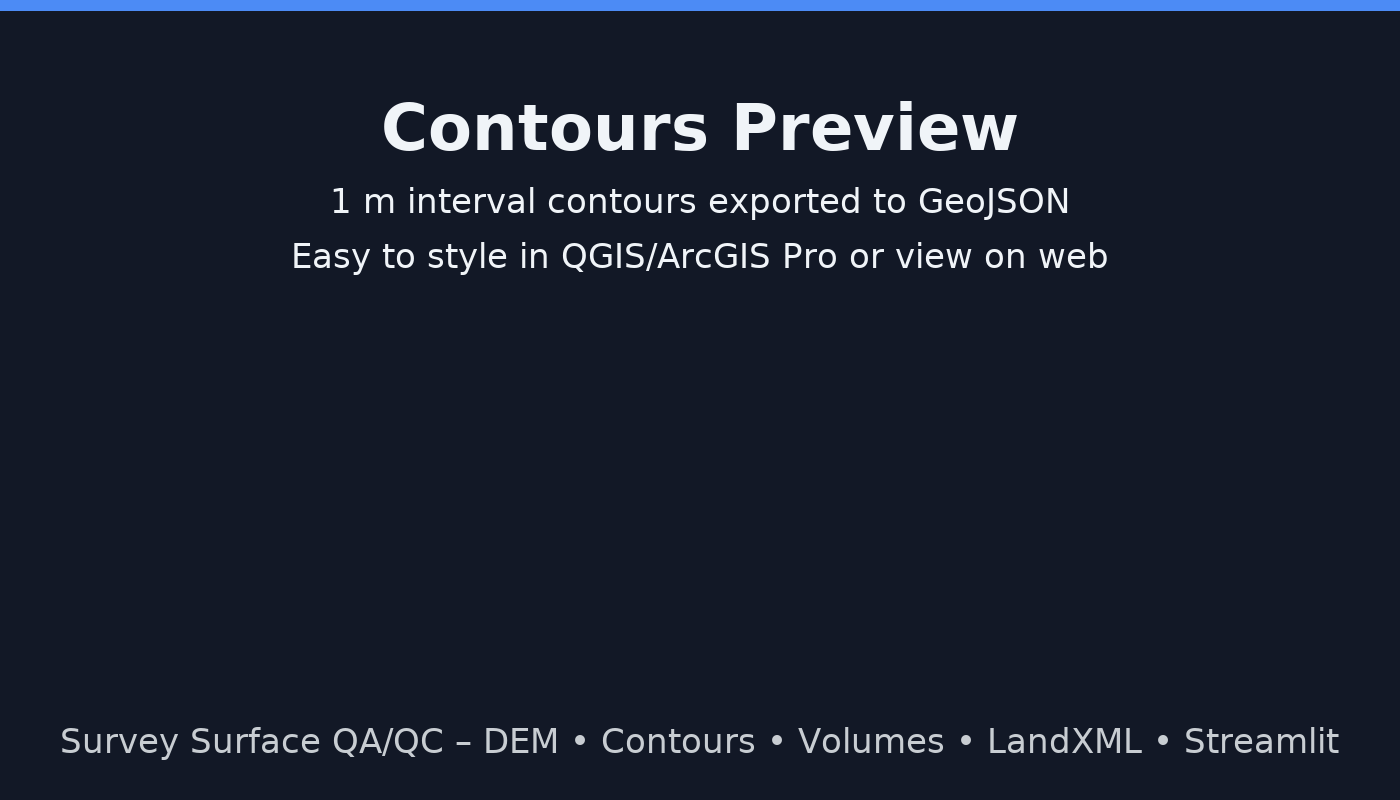 Contours Preview
1 m interval contours exported to GeoJSON
Easy to style in QGIS/ArcGIS Pro or view on web
Survey Surface QA/QC – DEM • Contours • Volumes • LandXML • Streamlit